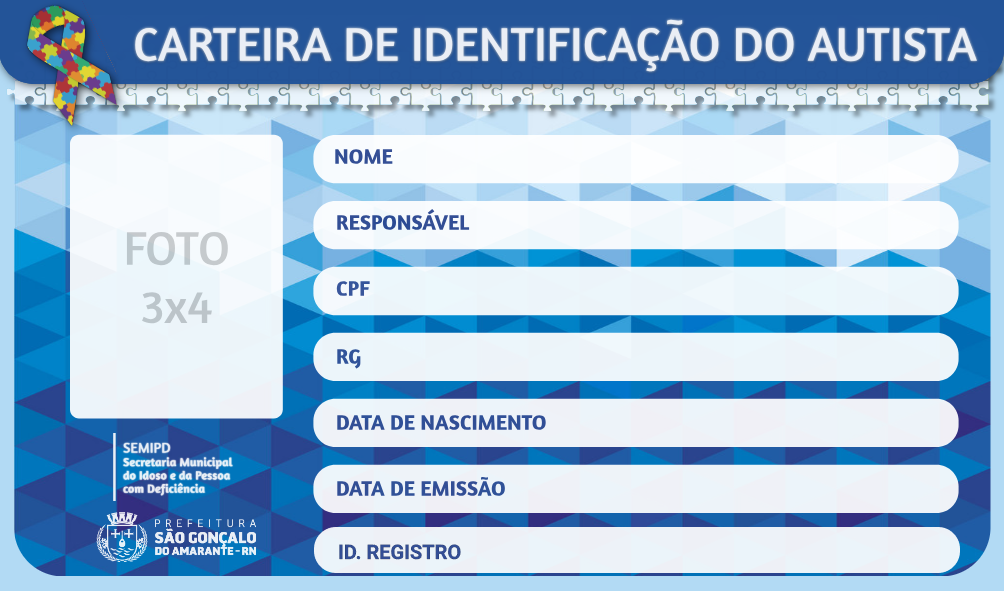 CARTEIRA DE IDENTIFICAÇÃO DO AUTISTA
FOTO
3x4
NOME
RESPONSÁVEL
CPF
RG
DATA DE NASCIMENTO
DATA DE EMISSÃO
ID. REGISTRO
SEMIPD
Secretaria Municipal
do Idoso e da Pessoa
com Deficiência
PREFEITURA
SÃO GONÇALO
DO AMARANTE-RN